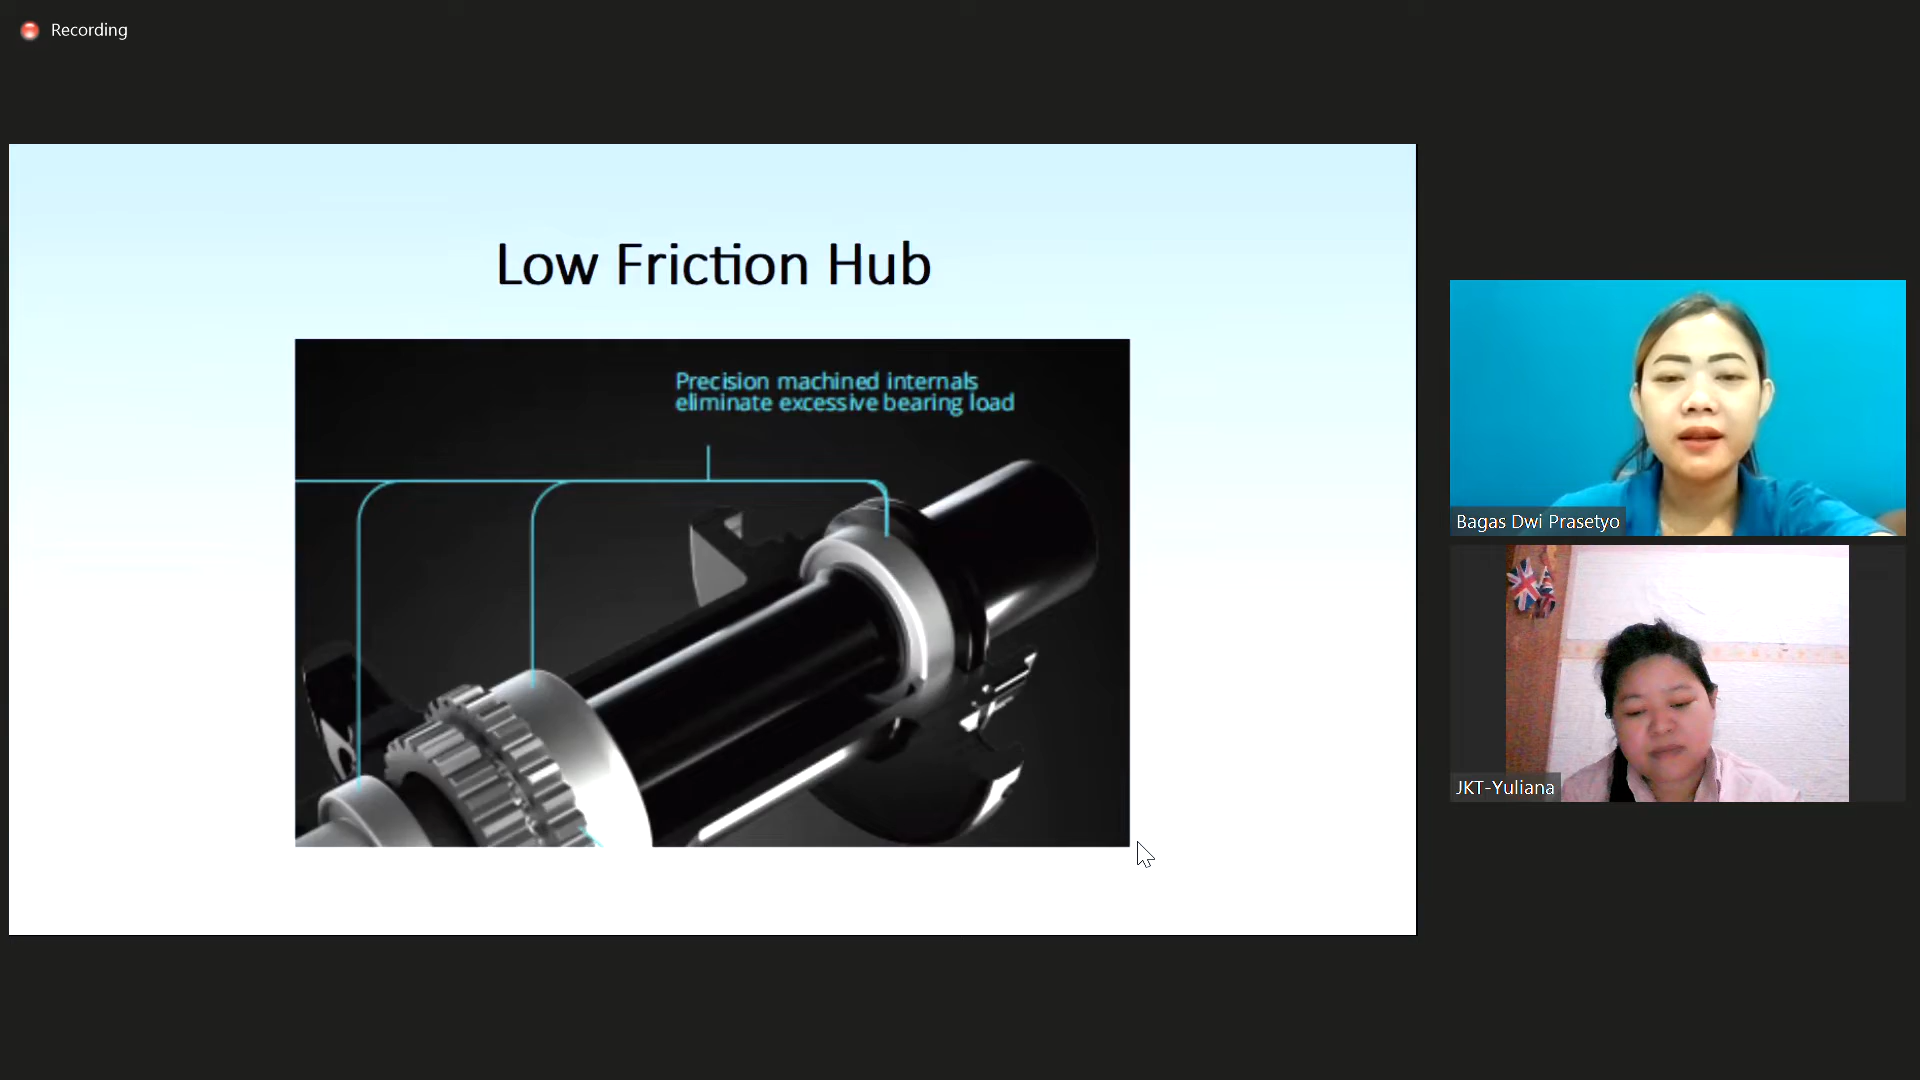 Recording
Low Friction Hub
Precision machined internals
eliminate excessive bearing load
Bagas Dwi Prasetyo
JKT-Yuliana